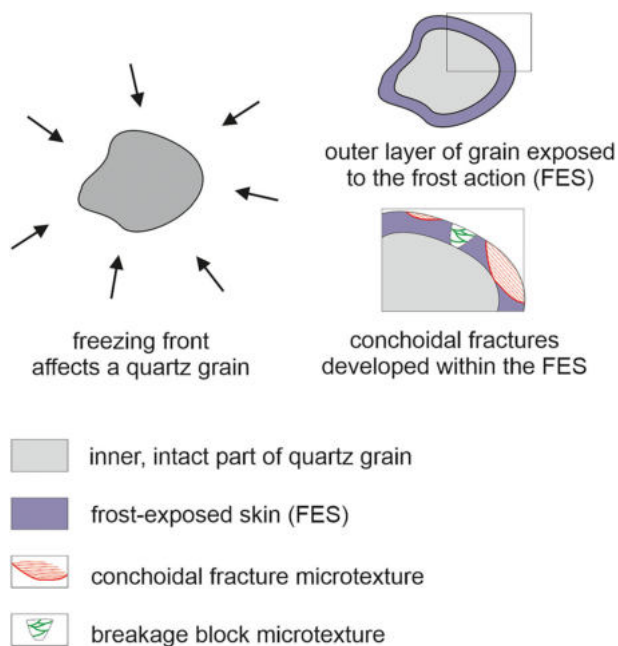 outer layer of grain exposed
to the frost action (FES)
freezing front
affects a quartz grain
conchoidal fractures
developed within the FES
inner, intact part of quartz grain
frost-exposed skin (FES)
conchoidal fracture microtexture
breakage block microtexture